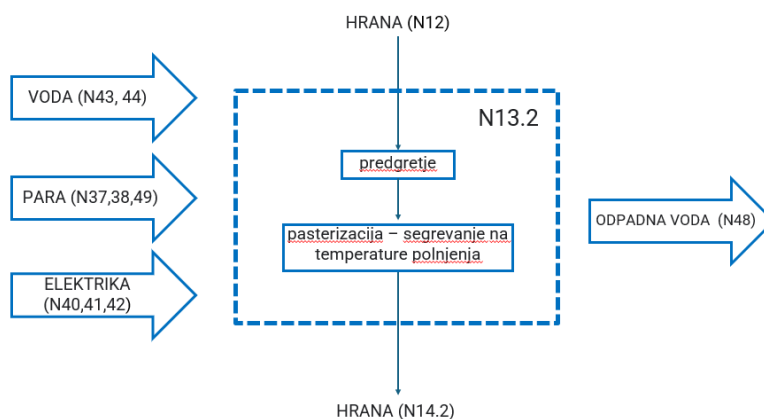 HRANA (N12)
VODA (N43, 44)
N13.2
predgretje
PARA (N37,38,49)
ODPADNA VODA (N48)
pasterizacija – segrevanje na
temperature polnjenja
ELEKTRIKA
(N40,41,42)
HRANA (N14.2)